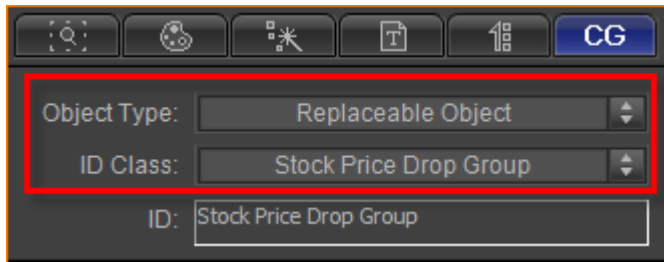 CG
Object Type: Replaceable Object
ID Class: Stock Price Drop Group
ID: Stock Price Drop Group